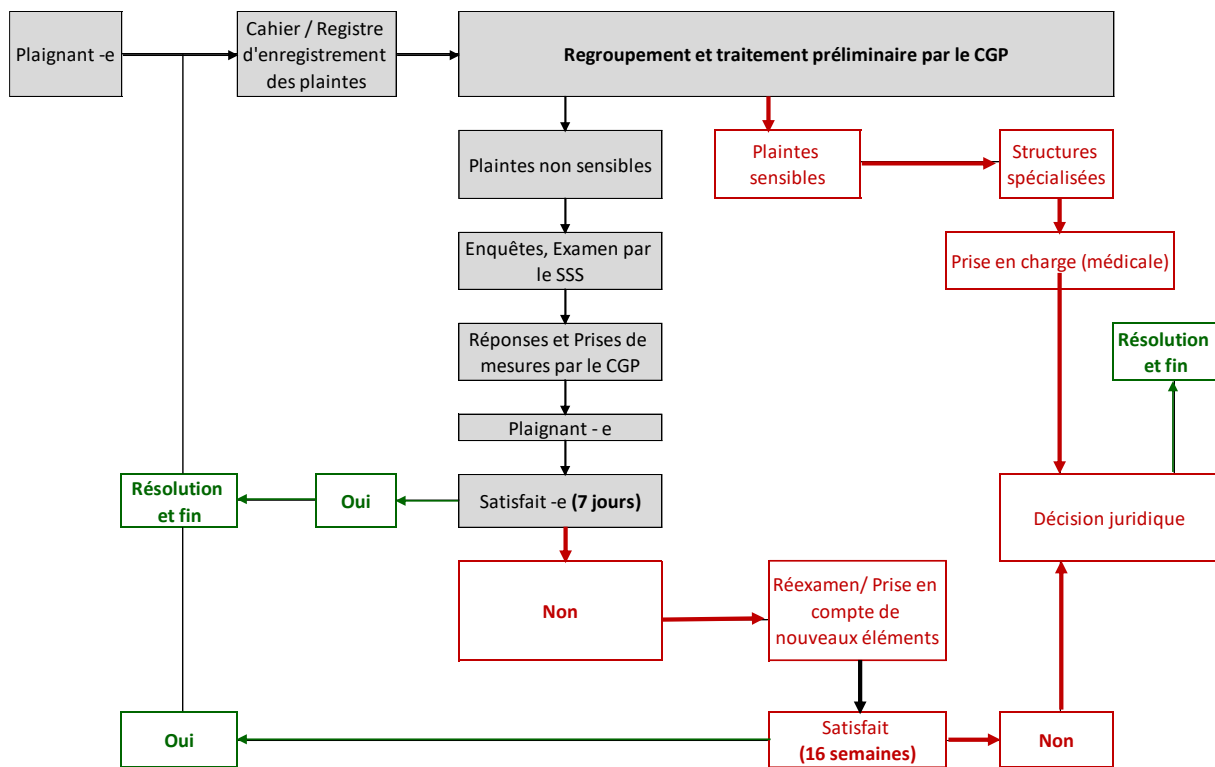 Plaignant -e
Cahier / Registre
d'enregistrement
des plaintes
Regroupement et traitement préliminaire par le CGP
Plaintes non sensibles
Plaintes
sensibles
Structures
spécialisées
Enquêtes, Examen par
le SSS
Prise en charge (médicale)
Réponses et Prises de
mesures par le CGP
Résolution
et fin
Plaignant - e
Résolution
et fin
Oui
Satisfait -e (7 jours)
Décision juridique
Non
Réexamen/ Prise en
compte de
nouveaux éléments
Oui
Satisfait
(16 semaines)
Non